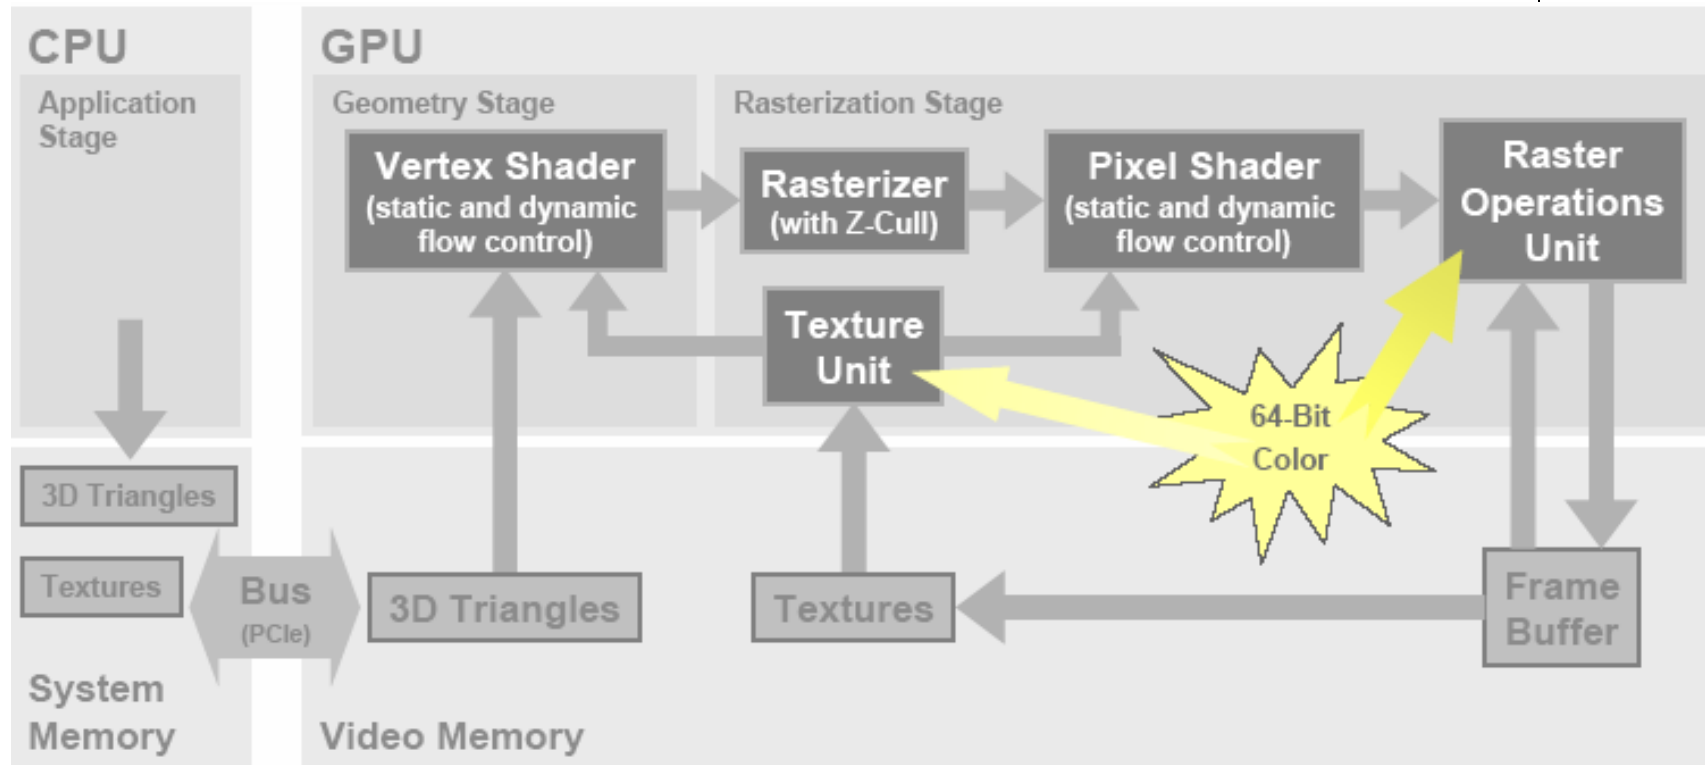 CPU
Application
Stage
3D Triangles
Textures
System
Memory
Bus
(PCIe)
GPU
Geometry Stage
Vertex Shader
(static and dynamic
flow control)
Rasterization Stage
Rasterizer
(with Z-Cull)
Pixel Shader
(static and dynamic
flow control)
Raster
Operations
Unit
Texture
Unit
64-Bit
Color
3D Triangles
Textures
Frame
Buffer
Video Memory